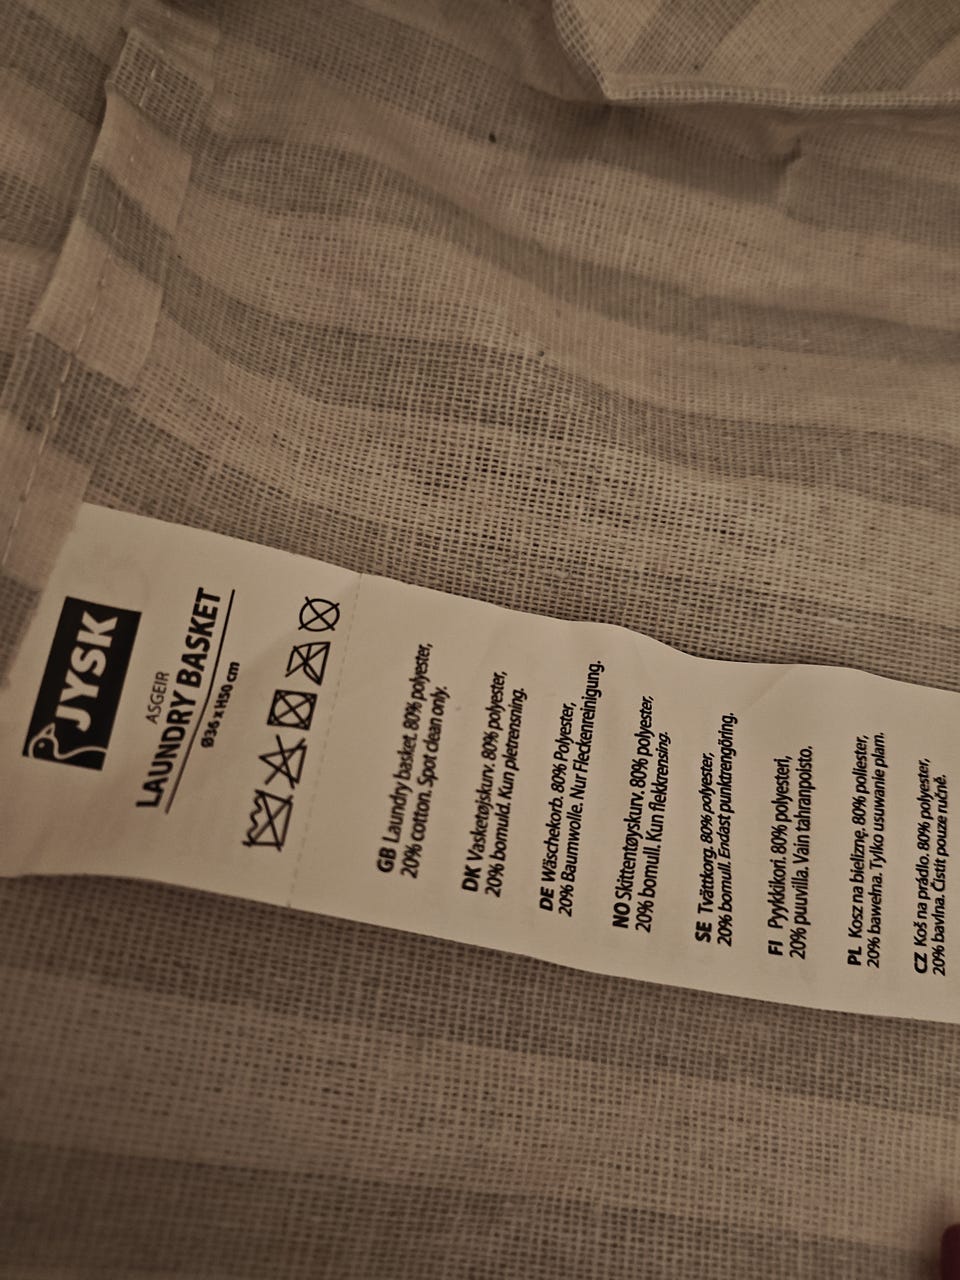 JYSK
ASGEIR
LAUNDRY BASKET
Ø36 x H50 cm
GB Laundry basket. 80% polyester,
20% cotton. Spot clean only.
DK Vasketøjskurv. 80% polyester,
20% bomuld. Kun pletrensning.
DE Wäschekorb. 80% Polyester,
20% Baumwolle. Nur Fleckenreinigung.
NO Skittentøyskurv. 80% polyester,
20% bomull. Kun flekkrensing.
SE Tvättkorg. 80% polyester,
20% bomull. Endast punktrengöring.
FI Pyykkikori. 80% polyesteri,
20% puuvilla. Vain tahranpoisto.
PL Kosz na bieliznę. 80% poliester,
20% bawełna. Tylko usuwanie plam.
CZ Koš na prádlo. 80% polyester,
20% bavlna. Čistit pouze ručně.